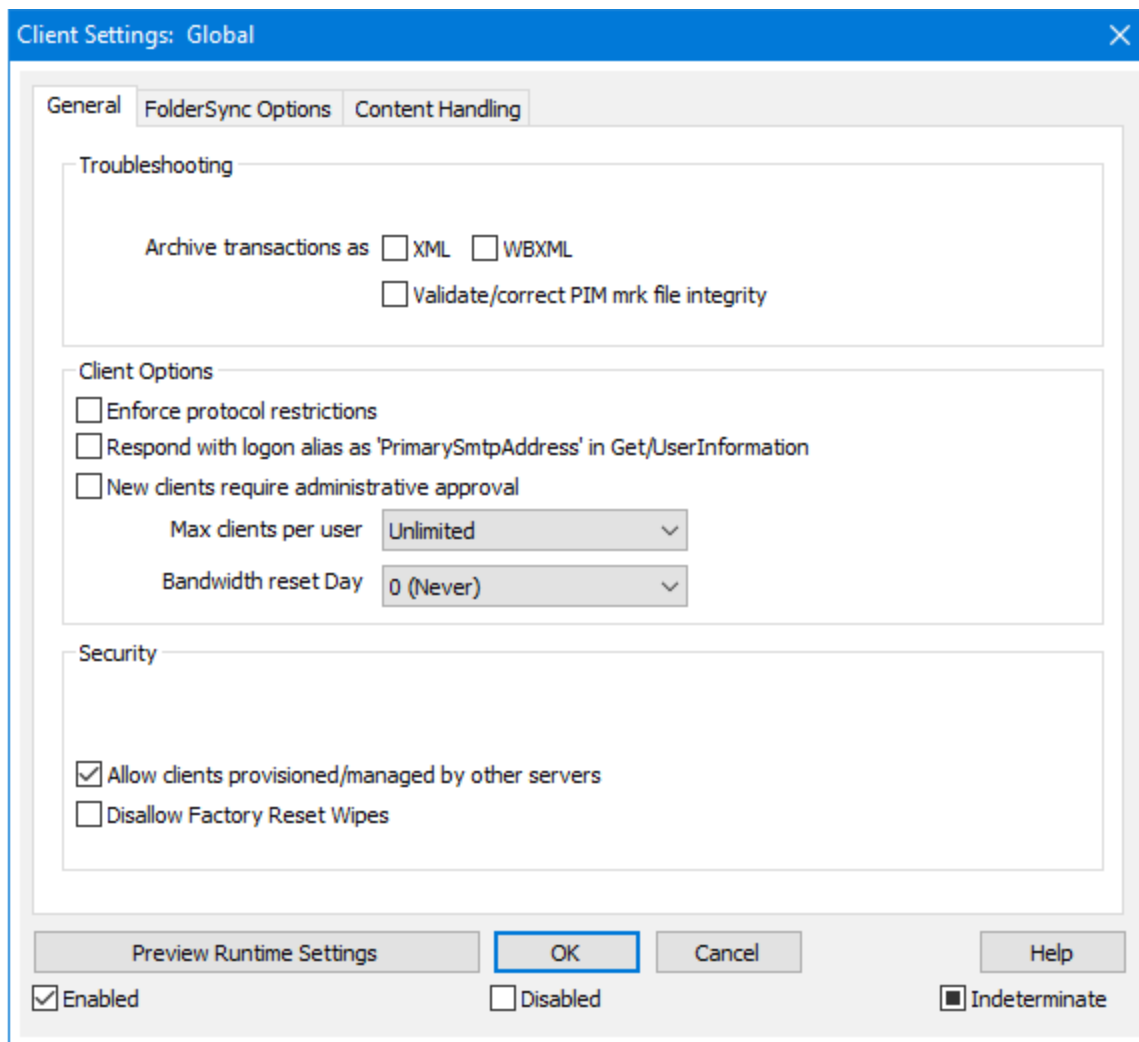 Client Settings: Global
General FolderSync Options Content Handling
Troubleshooting
Archive transactions as XML WBXML
Validate/correct PIM mrk file integrity
Client Options
Enforce protocol restrictions
Respond with logon alias as 'PrimarySmtpAddress' in Get/UserInformation
New clients require administrative approval
Max clients per user Unlimited
Bandwidth reset Day 0 (Never)
Security
Allow clients provisioned/managed by other servers
Disallow Factory Reset Wipes
Preview Runtime Settings OK Cancel Help
Enabled Disabled Indeterminate